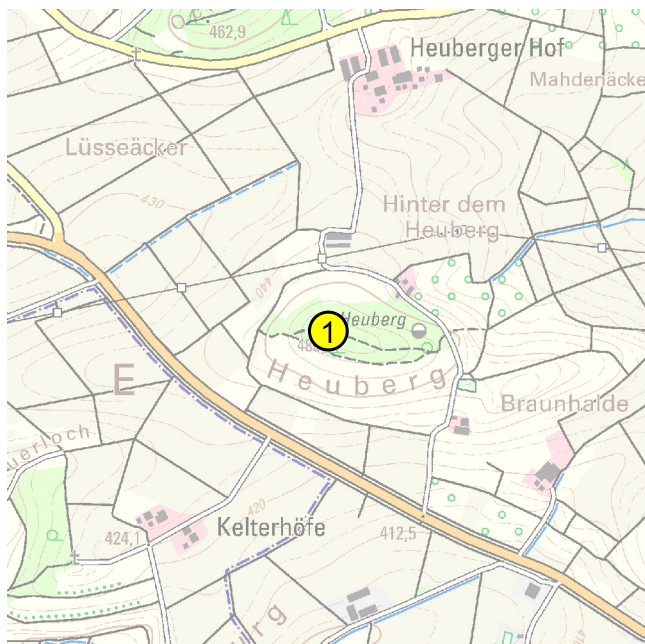 462,9
Heuberger Hof
Mahdenäcke
Lüsseäcker
430
Hinter dem
Heuberg
440
Heuberg
1
Heuberg
E
Braunhalde
uerloch
420
424,1
Kelterhöfe
412,5